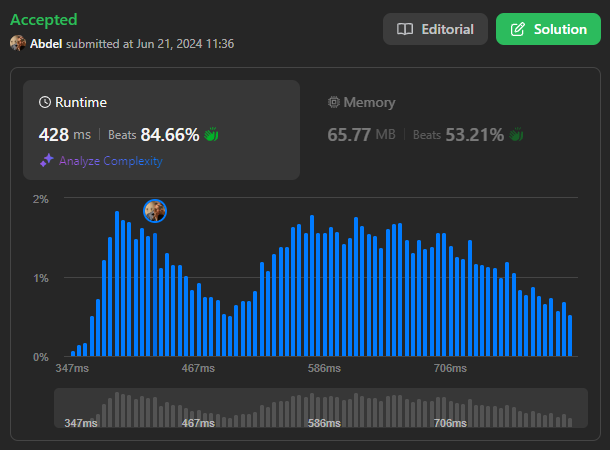 Accepted
Abdel submitted at Jun 21, 2024 11:36
Editorial
Solution
Runtime
428 ms | Beats 84.66%
Analyze Complexity
Memory
65.77 MB | Beats 53.21%
2%
1%
0%
347ms 467ms 586ms 706ms
347ms 467ms 586ms 706ms